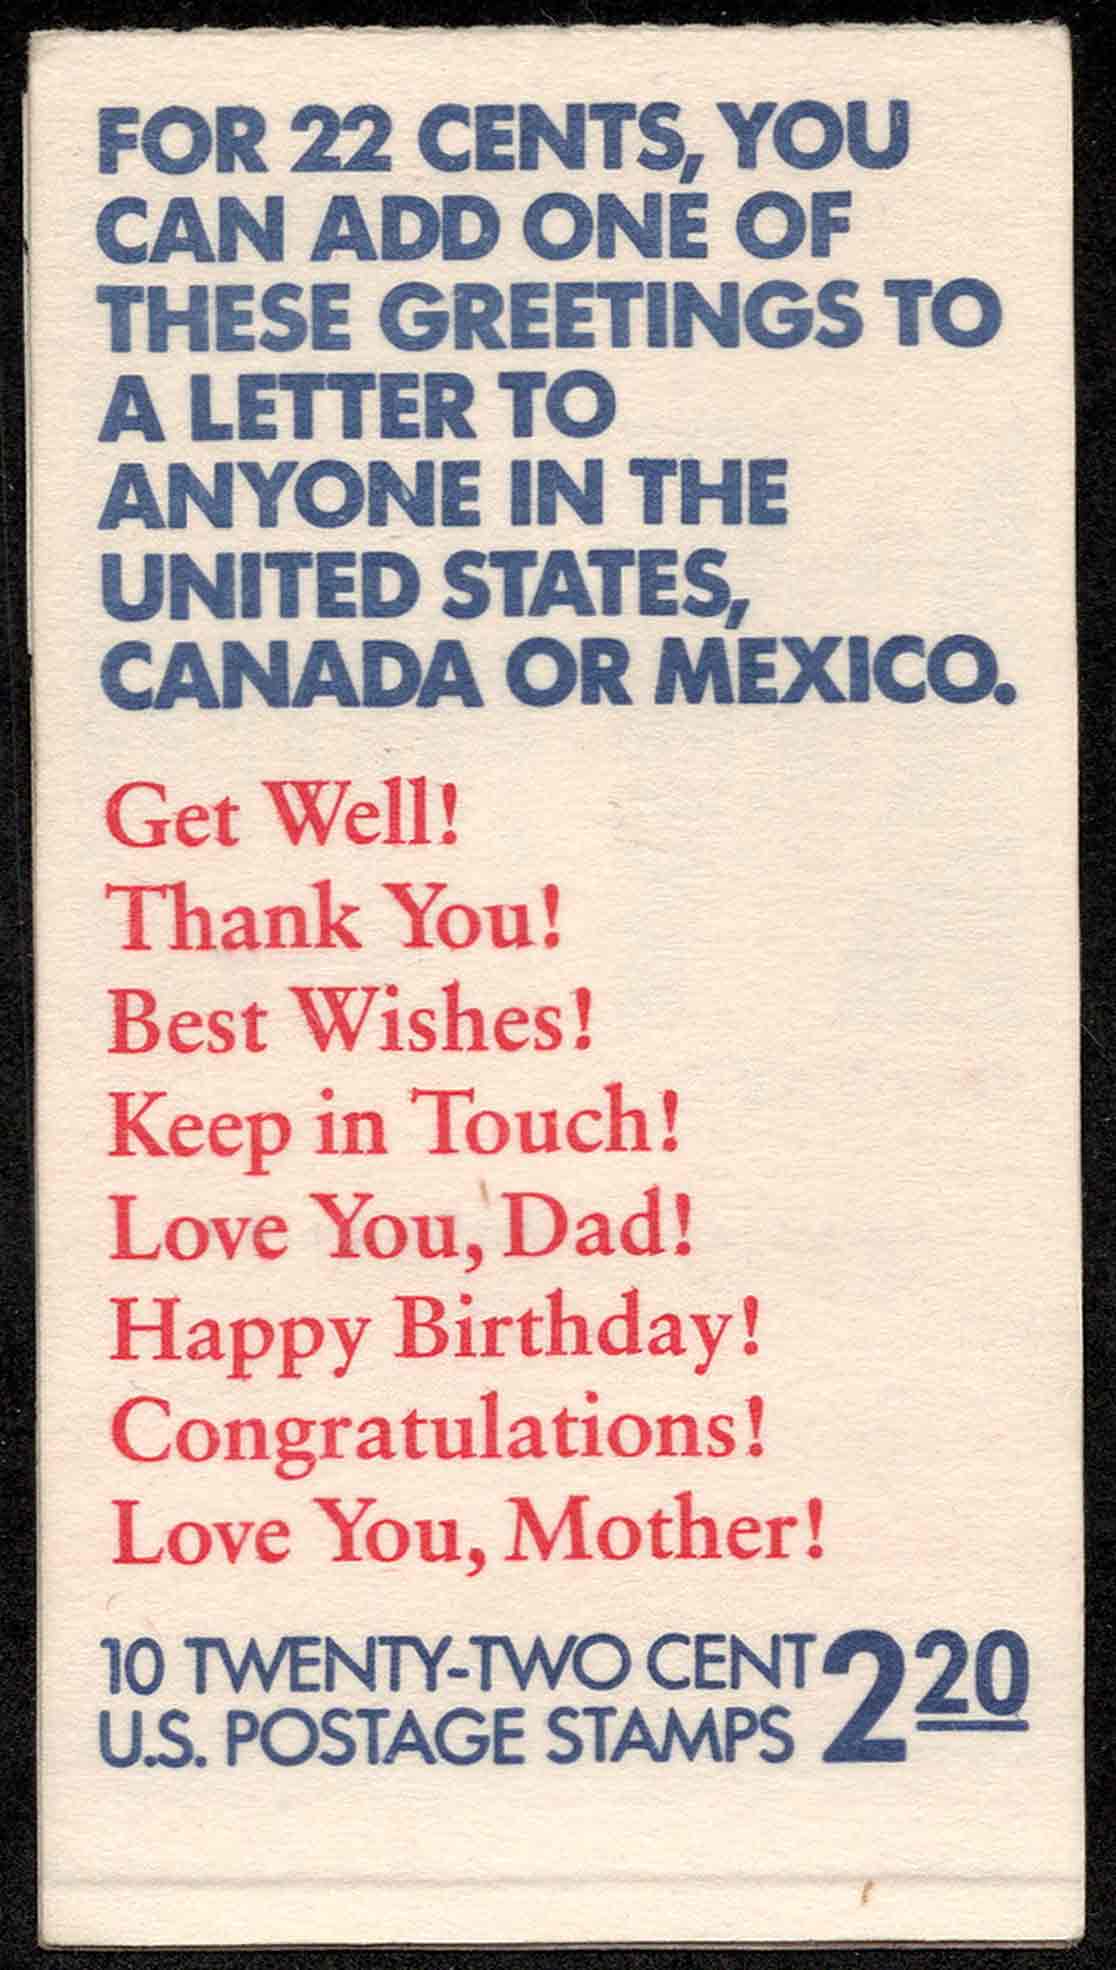 FOR 22 CENTS, YOU
CAN ADD ONE OF
THESE GREETINGS TO
A LETTER TO
ANYONE IN THE
UNITED STATES,
CANADA OR MEXICO.
Get Well!
Thank You!
Best Wishes!
Keep in Touch!
Love You, Dad!
Happy Birthday!
Congratulations!
Love You, Mother!
10 TWENTY-TWO CENT 2 20
U.S. POSTAGE STAMPS